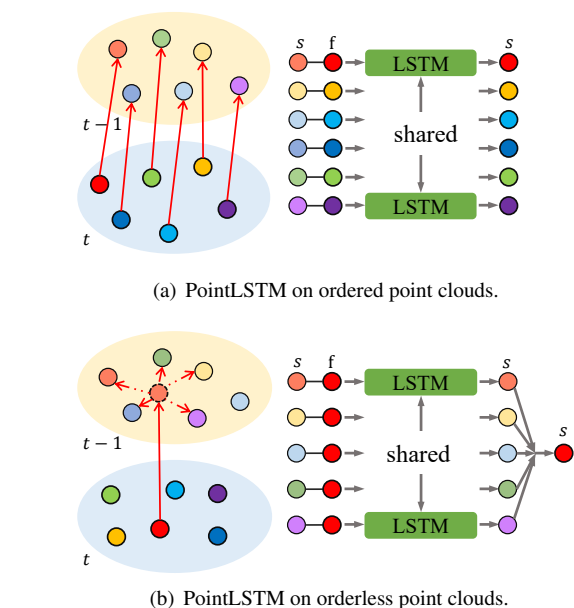 s f s
LSTM
t − 1
shared
LSTM
t
(a) PointLSTM on ordered point clouds.
s f s
LSTM
t − 1
shared
s
LSTM
t
(b) PointLSTM on orderless point clouds.